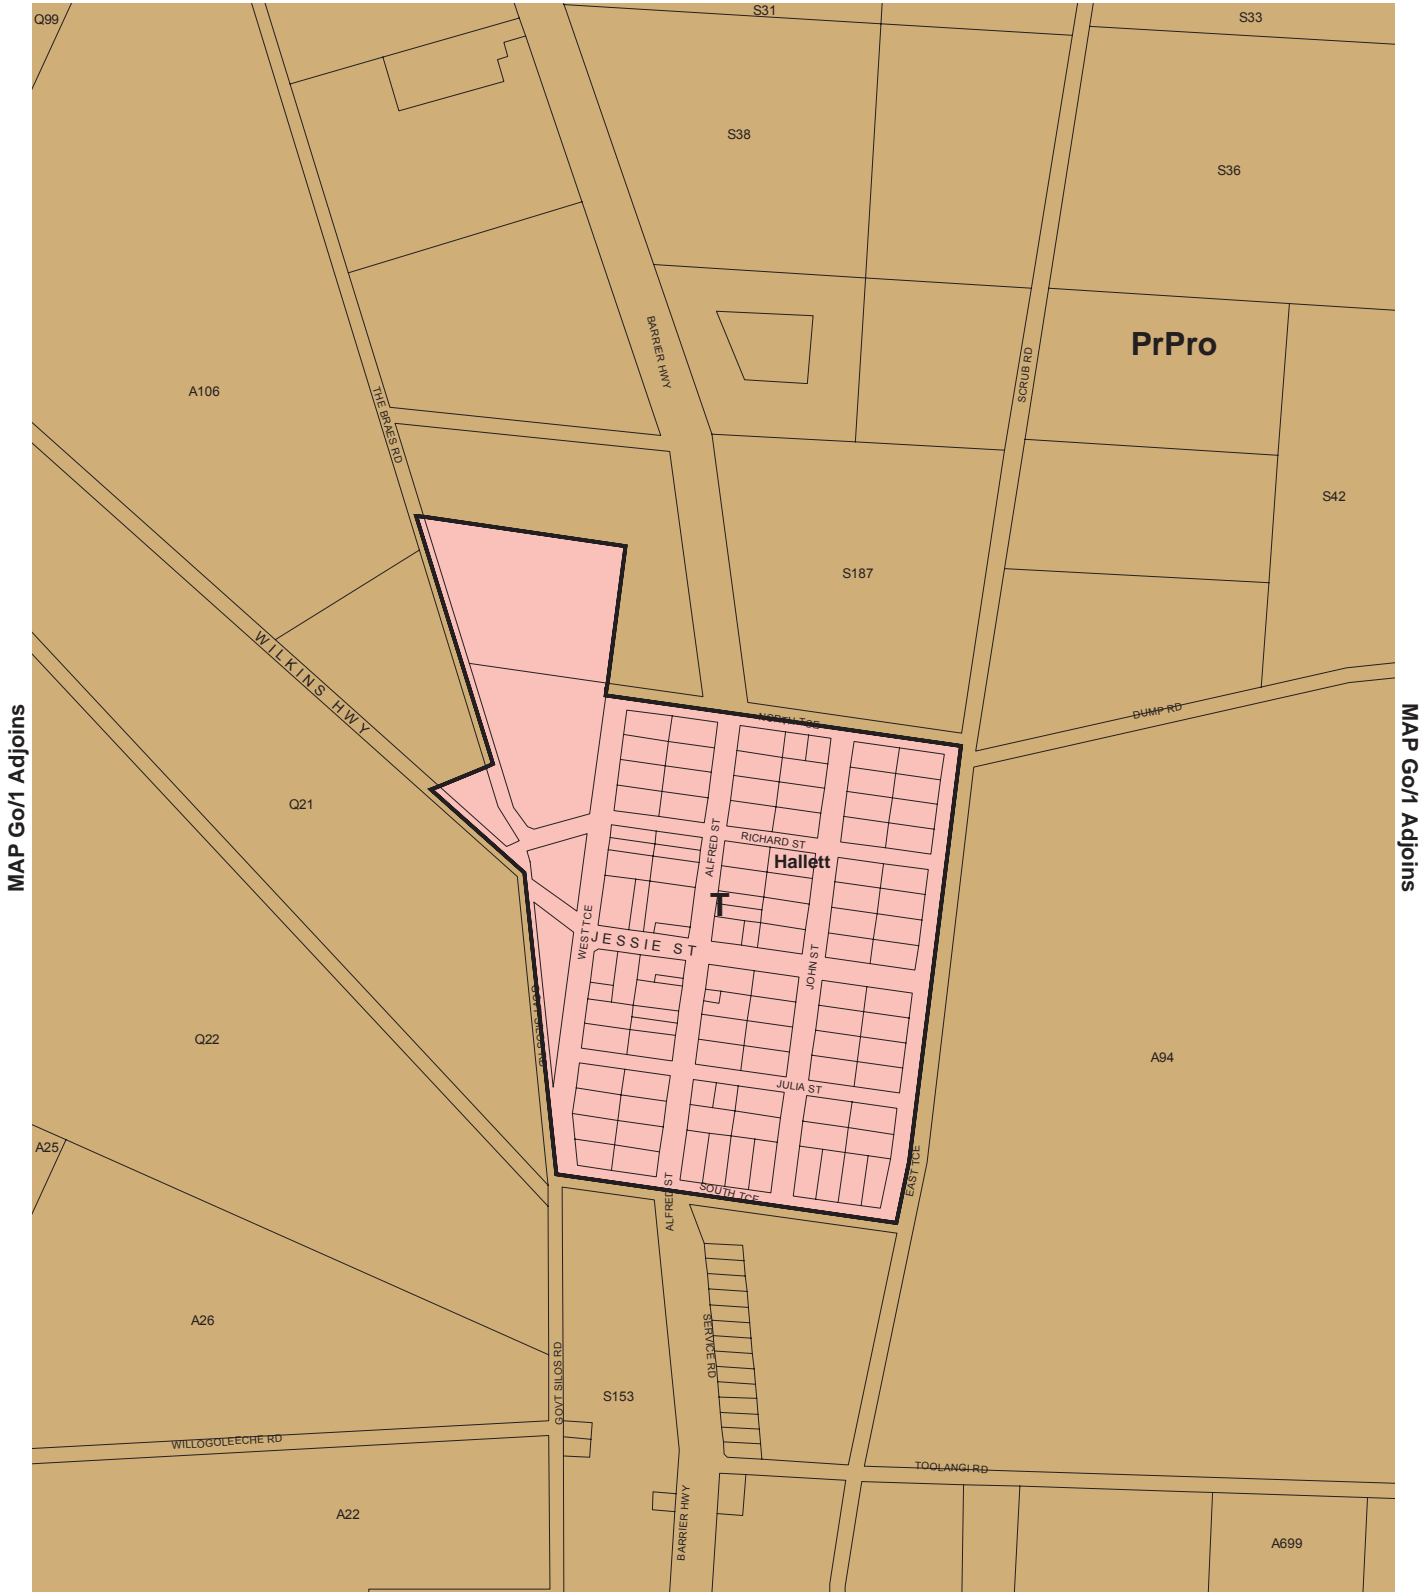 Q99
S31
S33
S38
S36
BARRIER HWY
PrPro
SCRUB RD
A106
THE BRAES RD
S42
S187
WILKINS HWY
MAP Go/1 Adjoins
MAP Go/1 Adjoins
NORTH TCE
DUMP RD
Q21
ALFRED ST
RICHARD ST
Hallett
T
WEST TCE
JESSIE ST
JOHN ST
GOVT SILOS RD
Q22
A94
JULIA ST
A25
EAST TCE
SOUTH TCE
ALFRED ST
A26
SERVICE RD
GOVT SILOS RD
S153
WILLOGOLEECHE RD
TOOLANGI RD
A22
BARRIER HWY
A699